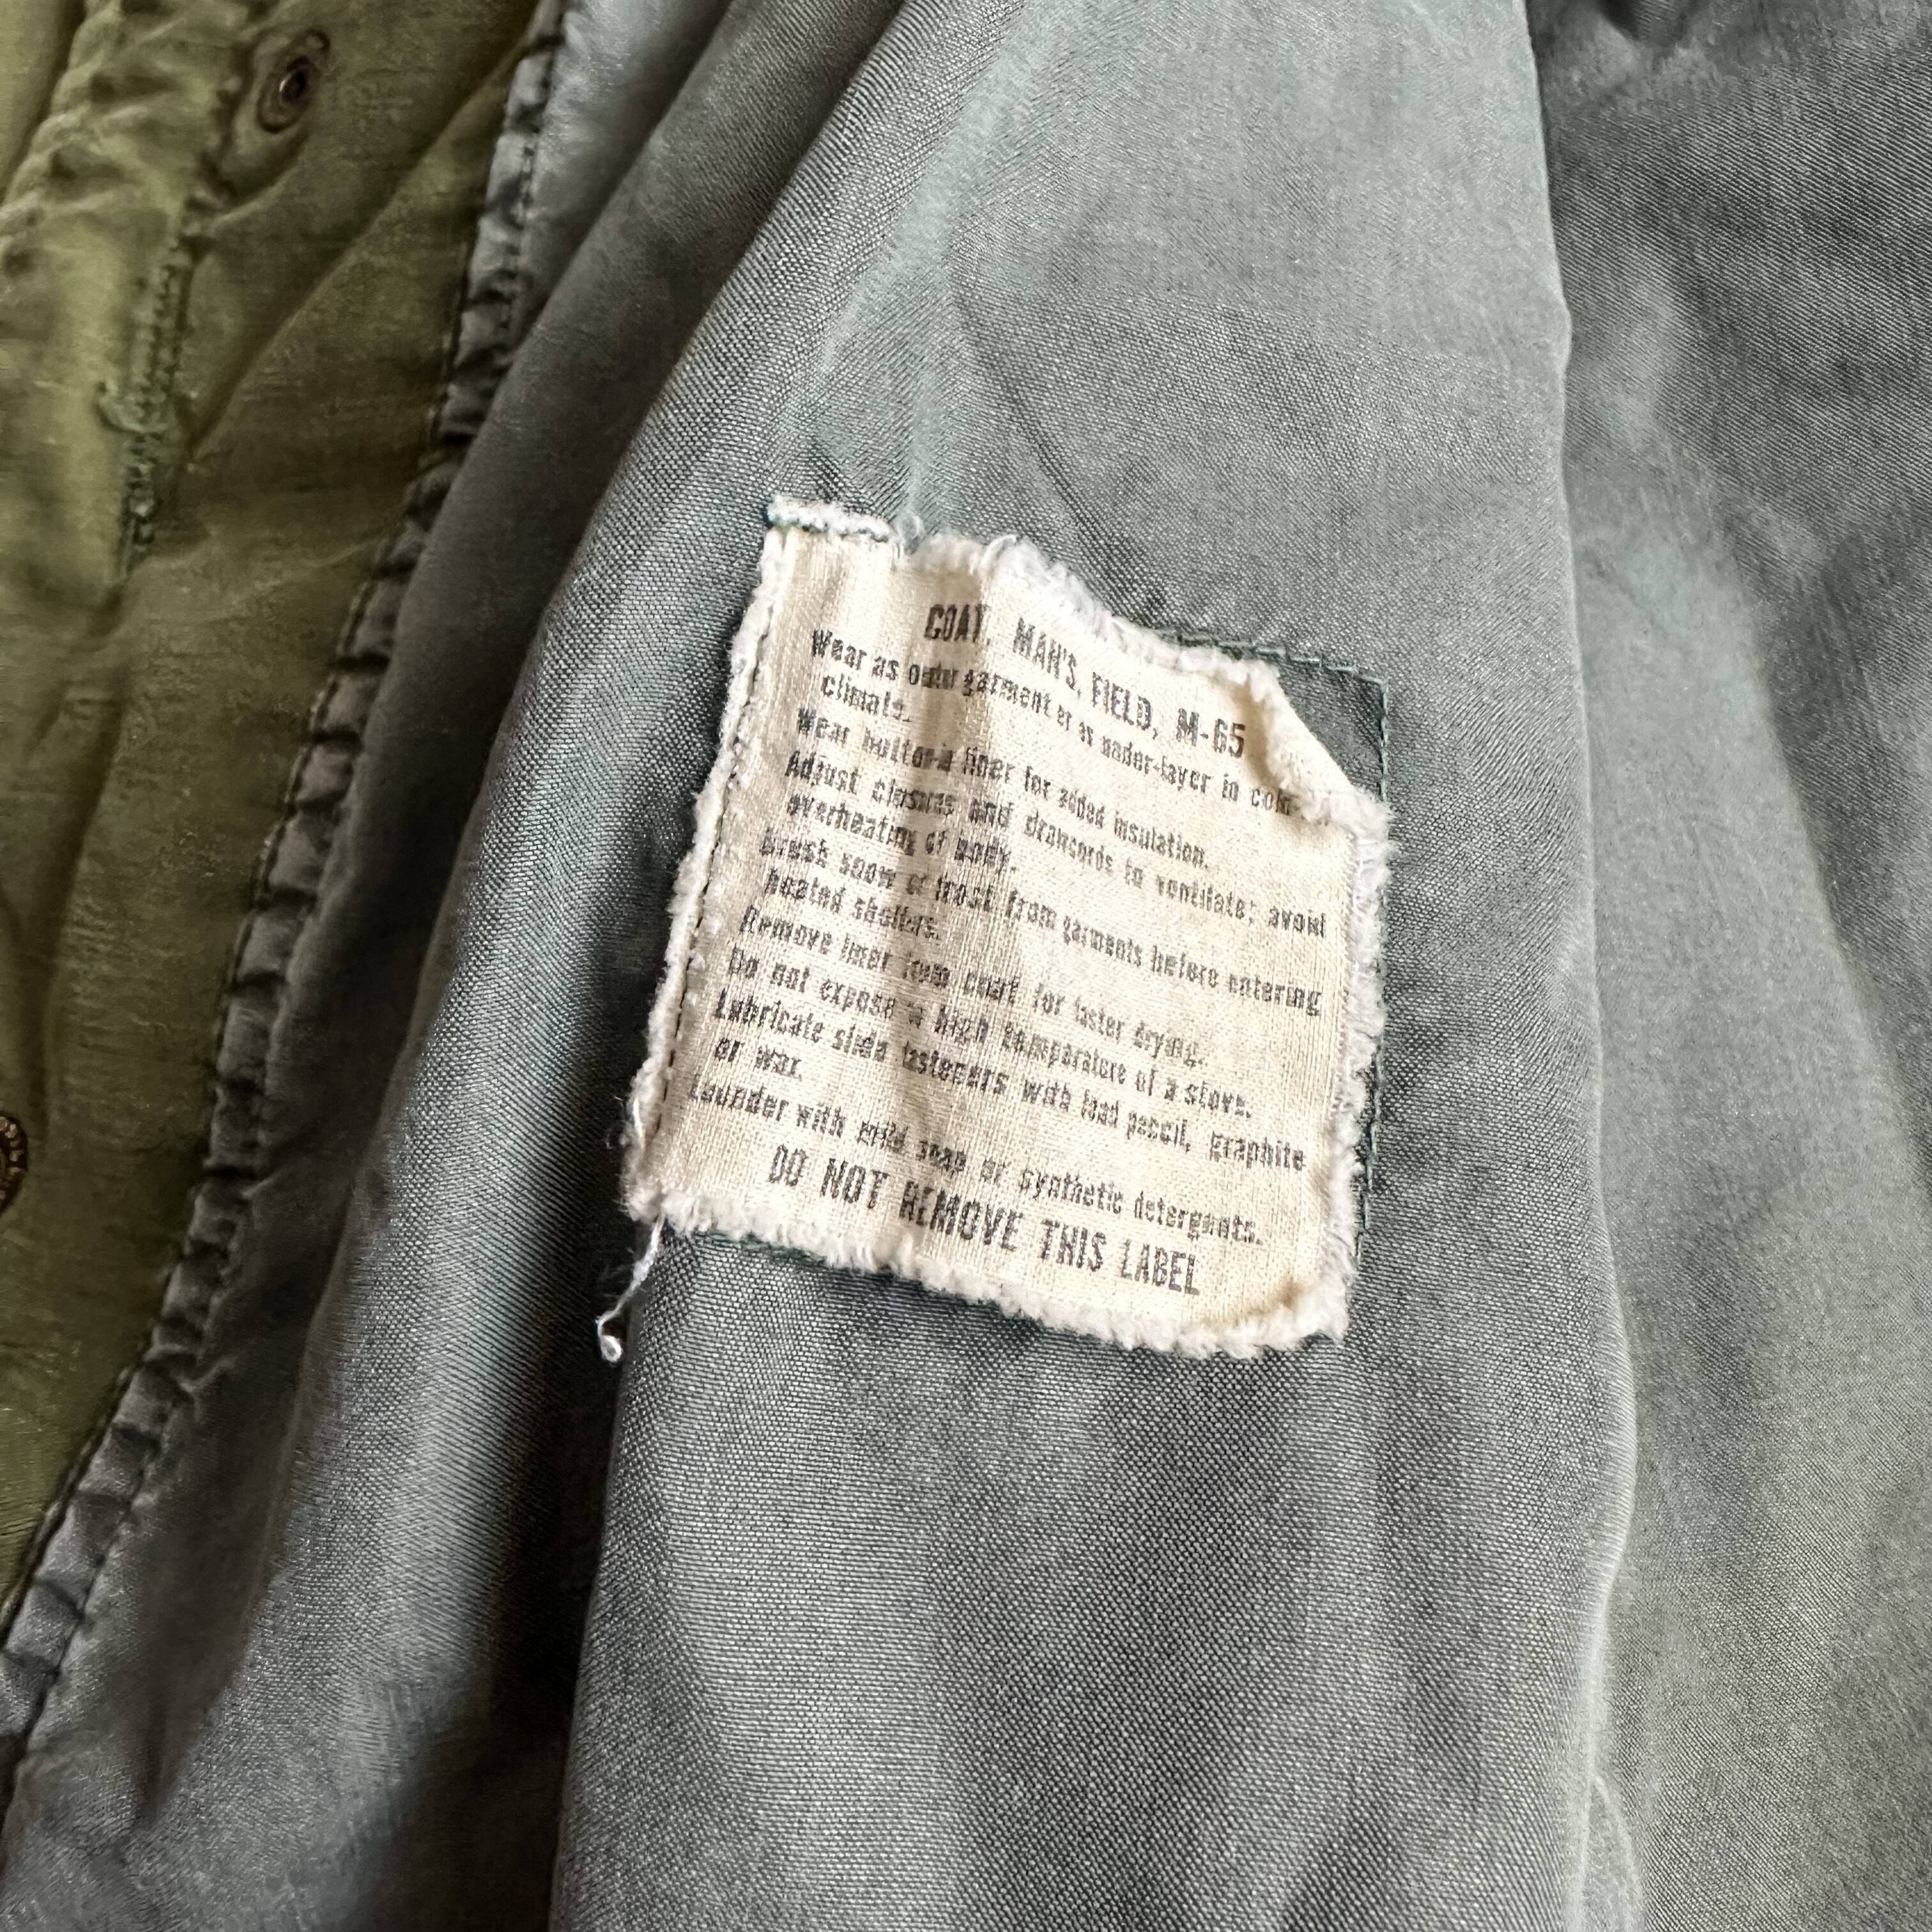 COAT, MAN'S, FIELD, M-65
Wear as outer garment or as under-layer in cold
climate.
Wear button-in liner for added insulation.
Adjust closures and drawcords to ventilate; avoid
overheating of body.
Brush snow or frost from garments before entering
heated shelters.
Remove liner from coat for faster drying.
Do not expose to high temperature of a stove.
Lubricate slide fasteners with lead pencil, graphite
or wax.
Launder with mild soap or synthetic detergents.
DO NOT REMOVE THIS LABEL